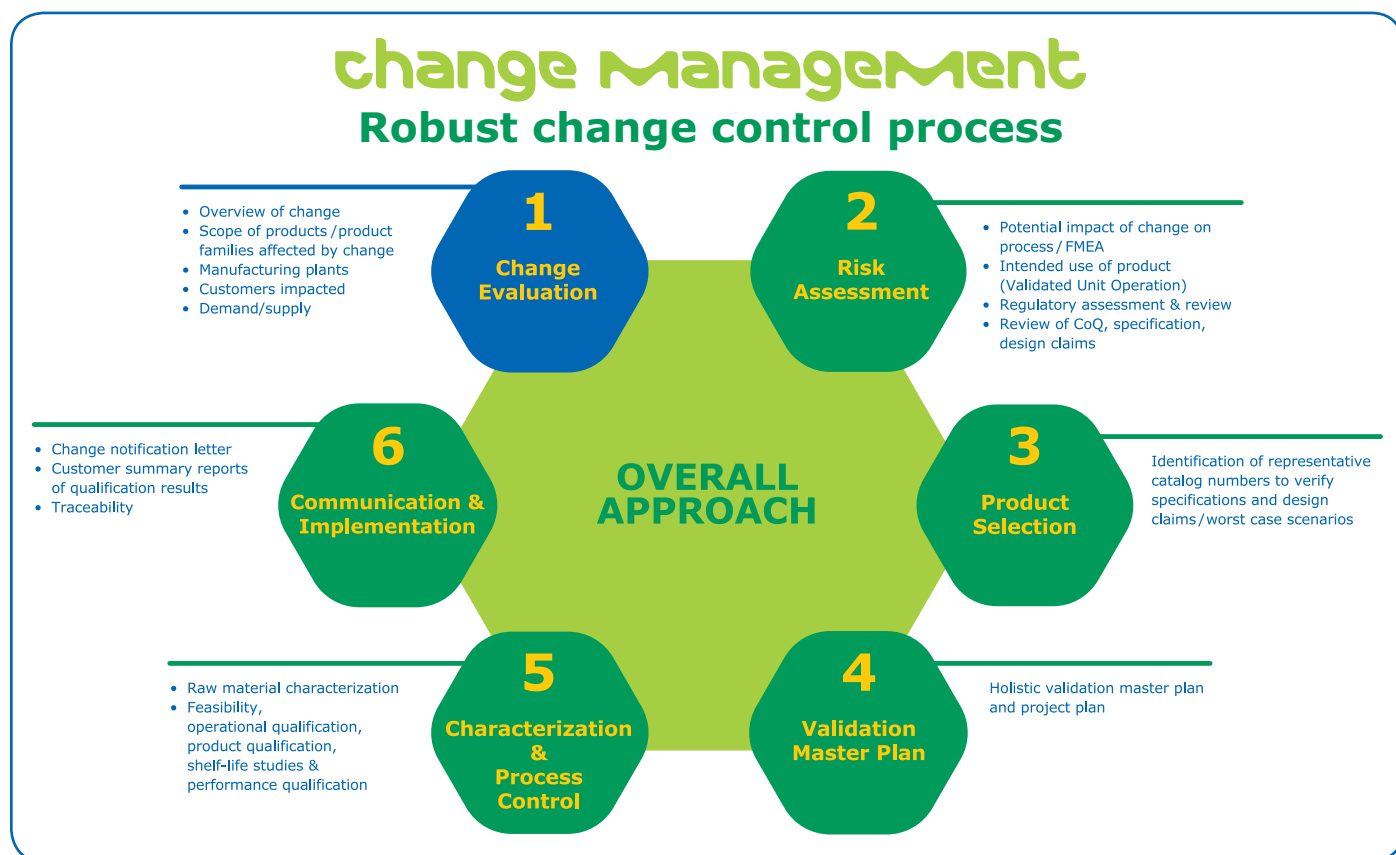 change management
Robust change control process
1
Change
Evaluation
• Overview of change
• Scope of products/product
families affected by change
• Manufacturing plants
• Customers impacted
• Demand/supply
2
Risk
Assessment
• Potential impact of change on
process/FMEA
• Intended use of product
(Validated Unit Operation)
• Regulatory assessment & review
• Review of CoQ, specification,
design claims
3
Product
Selection
Identification of representative
catalog numbers to verify
specifications and design
claims/worst case scenarios
4
Validation
Master Plan
Holistic validation master plan
and project plan
5
Characterization
&
Process
Control
• Raw material characterization
• Feasibility,
operational qualification,
product qualification,
shelf-life studies &
performance qualification
6
Communication &
Implementation
• Change notification letter
• Customer summary reports
of qualification results
• Traceability
OVERALL
APPROACH